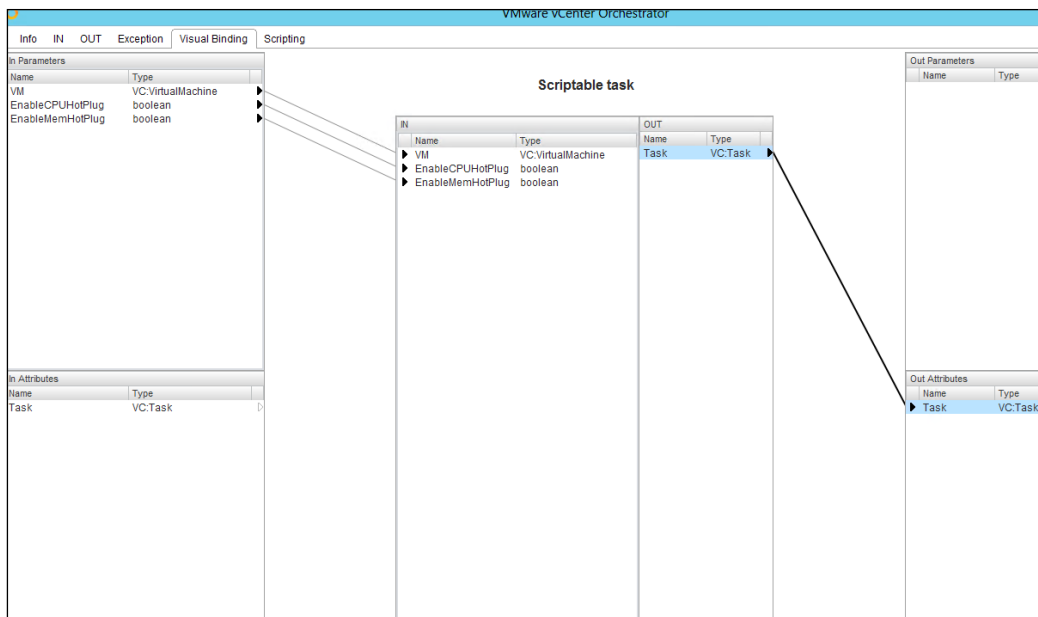 VMware vCenter Orchestrator
Info IN OUT Exception Visual Binding Scripting
In Parameters
Name Type
VM VC:VirtualMachine
EnableCPUHotPlug boolean
EnableMemHotPlug boolean
In Attributes
Name Type
Task VC:Task
Scriptable task
IN
Name Type
VM VC:VirtualMachine
EnableCPUHotPlug boolean
EnableMemHotPlug boolean
OUT
Name Type
Task VC:Task
Out Parameters
Name Type
Out Attributes
Name Type
Task VC:Task